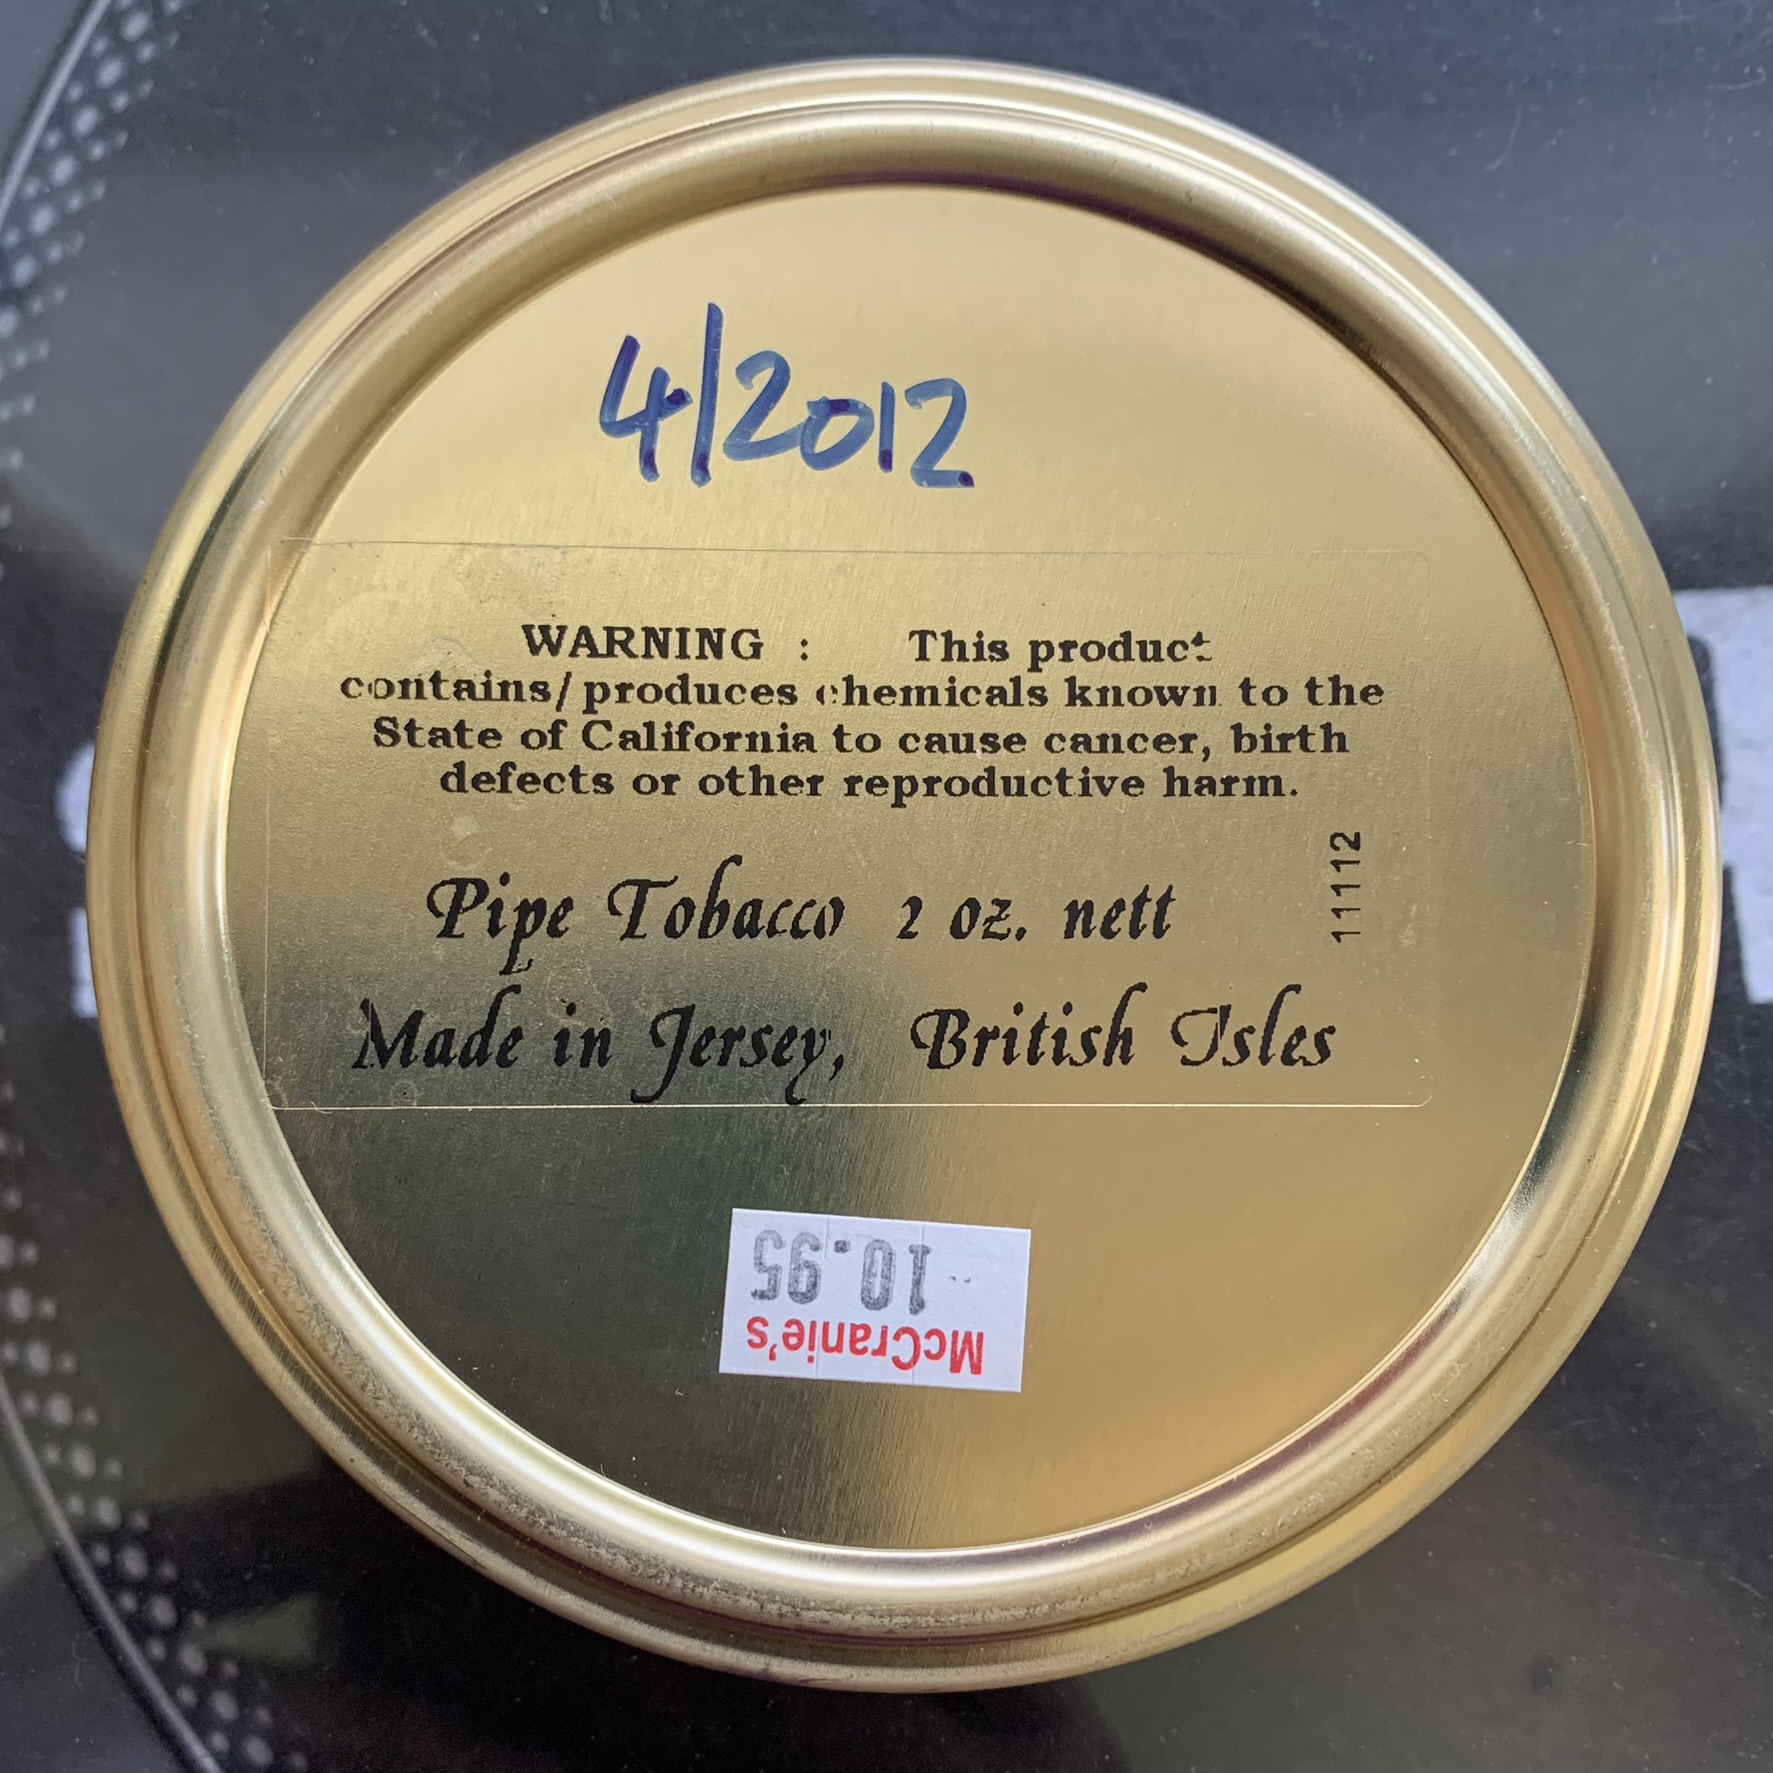 4/2012
WARNING : This product
contains/produces chemicals known to the
State of California to cause cancer, birth
defects or other reproductive harm.
11112
Pipe Tobacco 2 oz. nett
Made in Jersey, British Isles
McCranie's
10.95